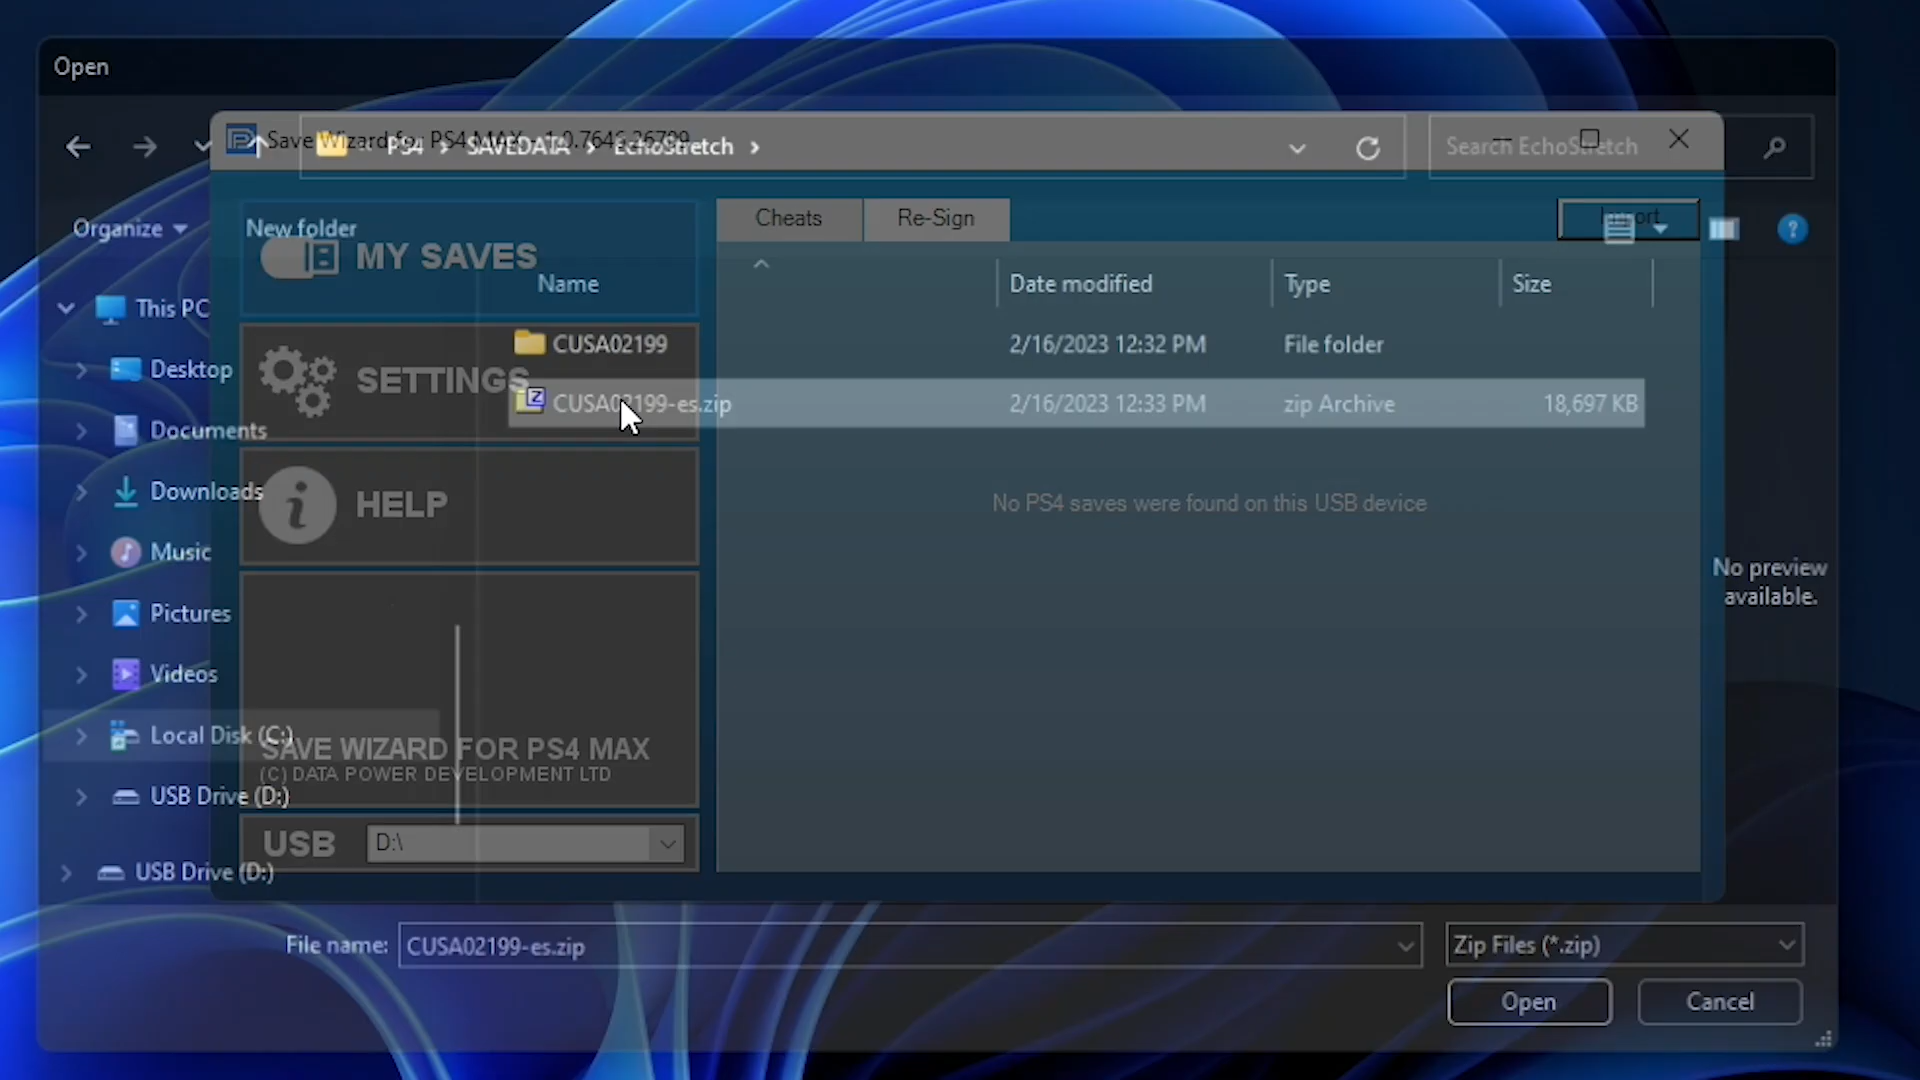 Open
Save Wizard for PS4 MAX - 1.0.7646.26709
PS4 > SAVEDATA > EchoStretch >
Search EchoStretch
Organize
New folder
Cheats
Re-Sign
Import
MY SAVES
Name
Date modified
Type
Size
This PC
CUSA02199
2/16/2023 12:32 PM
File folder
Desktop
SETTINGS
CUSA02199-es.zip
2/16/2023 12:33 PM
zip Archive
18,697 KB
Documents
Downloads
HELP
No PS4 saves were found on this USB device
Music
No preview
available.
Pictures
Videos
Local Disk (C:)
SAVE WIZARD FOR PS4 MAX
(C) DATA POWER DEVELOPMENT LTD
USB Drive (D:)
USB
D:\
USB Drive (D:)
File name:
CUSA02199-es.zip
Zip Files (*.zip)
Open
Cancel